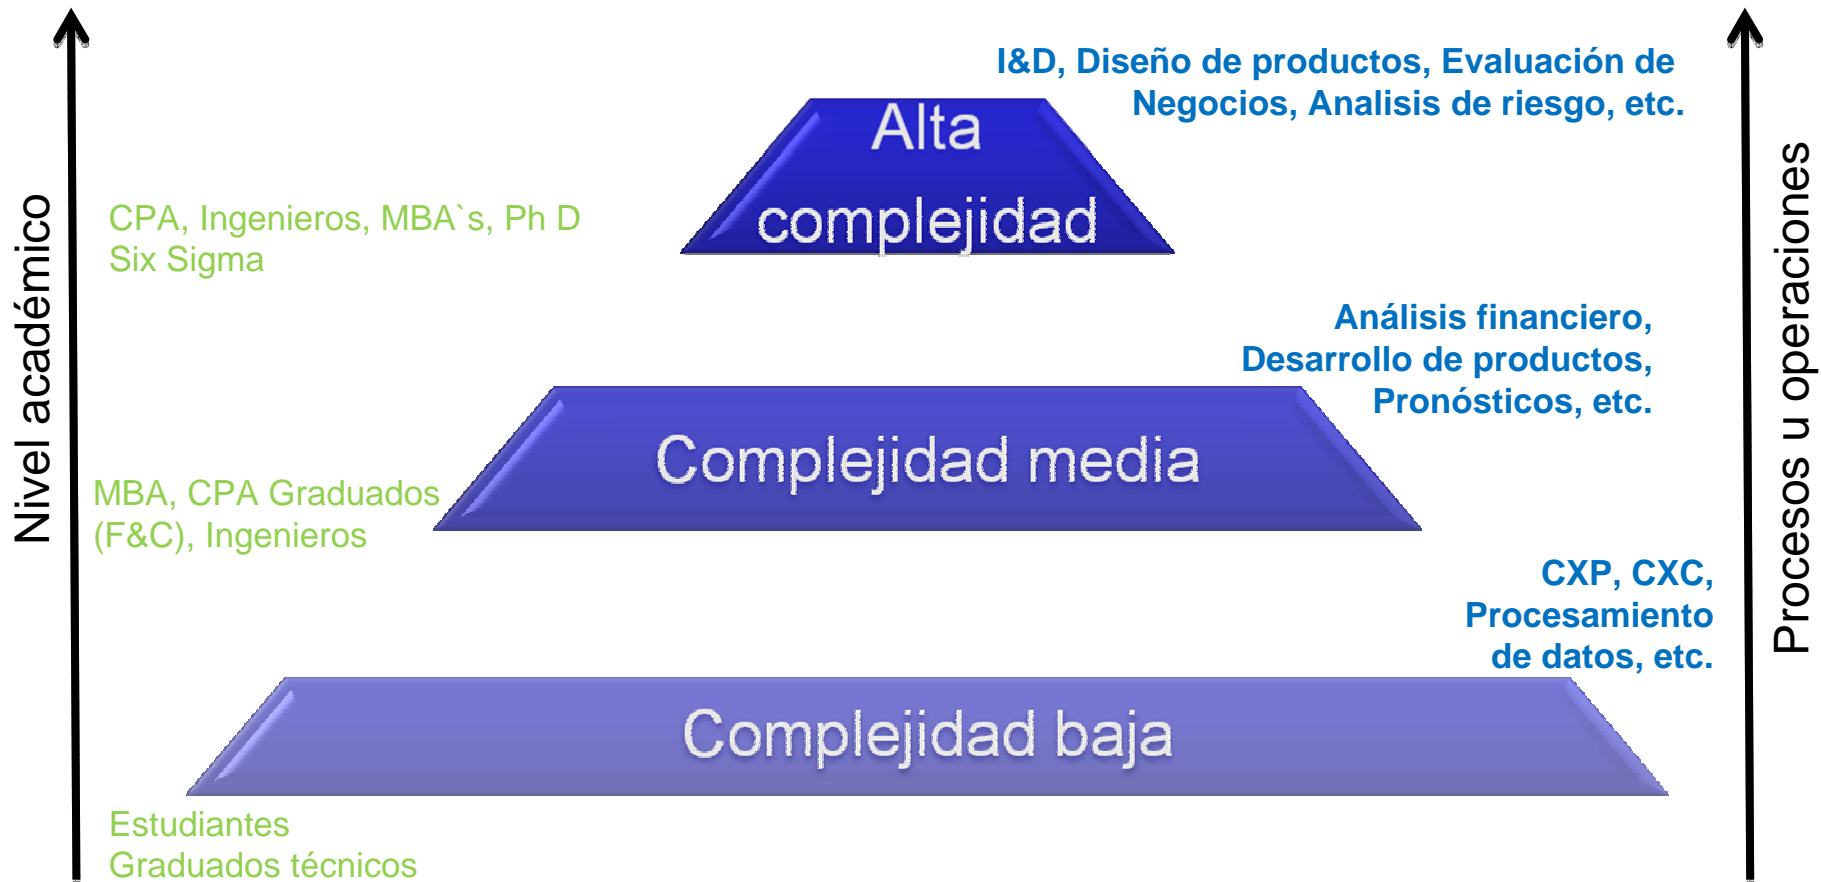 I&D, Diseño de productos, Evaluación de
Negocios, Analisis de riesgo, etc.
Alta
complejidad
CPA, Ingenieros, MBA`s, Ph D
Six Sigma
Nivel académico
Procesos u operaciones
Análisis financiero,
Desarrollo de productos,
Pronósticos, etc.
Complejidad media
MBA, CPA Graduados
(F&C), Ingenieros
CXP, CXC,
Procesamiento
de datos, etc.
Complejidad baja
Estudiantes
Graduados técnicos